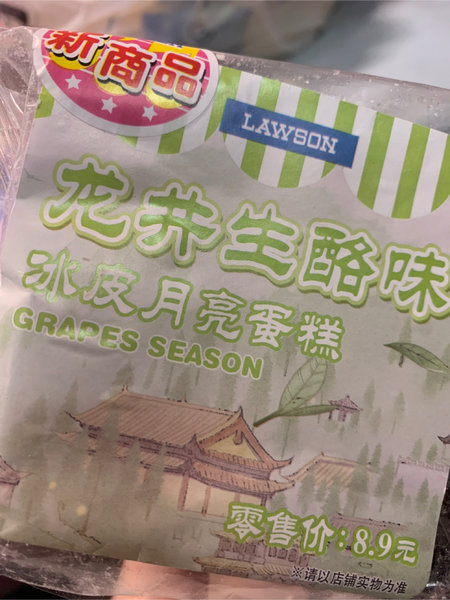 新商品
LAWSON
龙井生酪味
冰皮月亮蛋糕
GRAPES SEASON
零售价:8.9元
※请以店铺实物为准